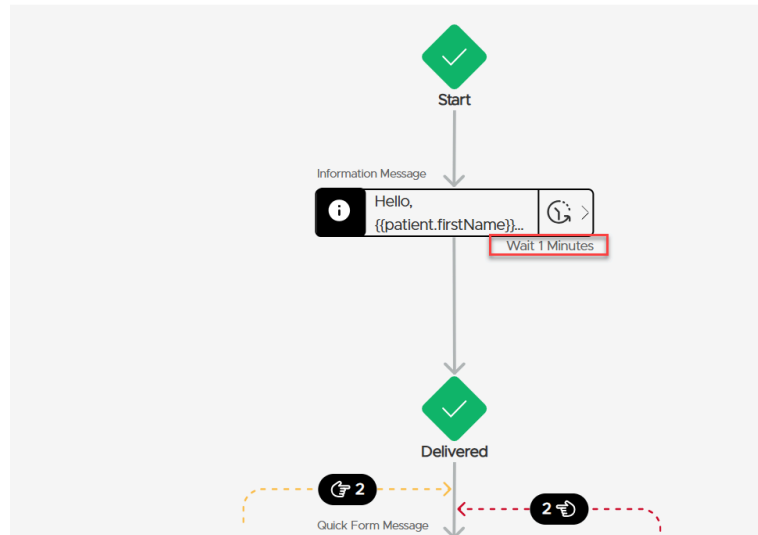 Start
Information Message
Hello,
{{patient.firstName}}...
Wait 1 Minutes
Delivered
2
2
Quick Form Message